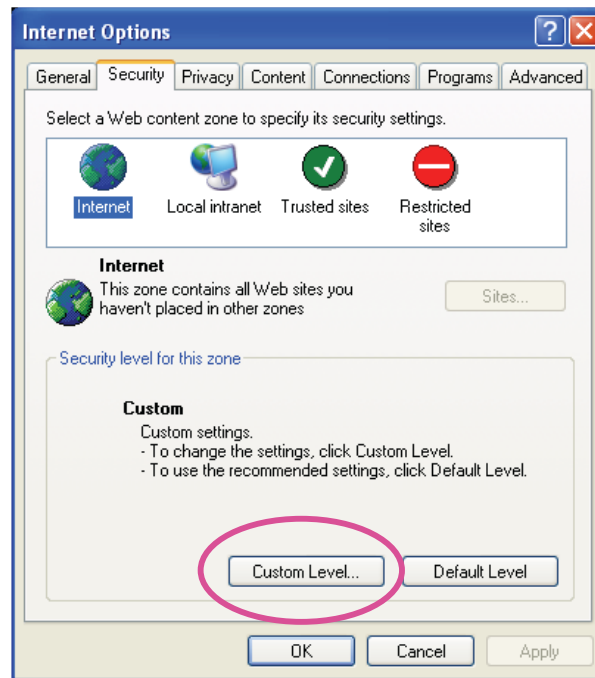 Internet Options
General Security Privacy Content Connections Programs Advanced
Select a Web content zone to specify its security settings.
Internet Local intranet Trusted sites Restricted
sites
Internet
This zone contains all Web sites you
haven't placed in other zones
Sites...
Security level for this zone
Custom
Custom settings.
- To change the settings, click Custom Level.
- To use the recommended settings, click Default Level.
Custom Level... Default Level
OK Cancel Apply